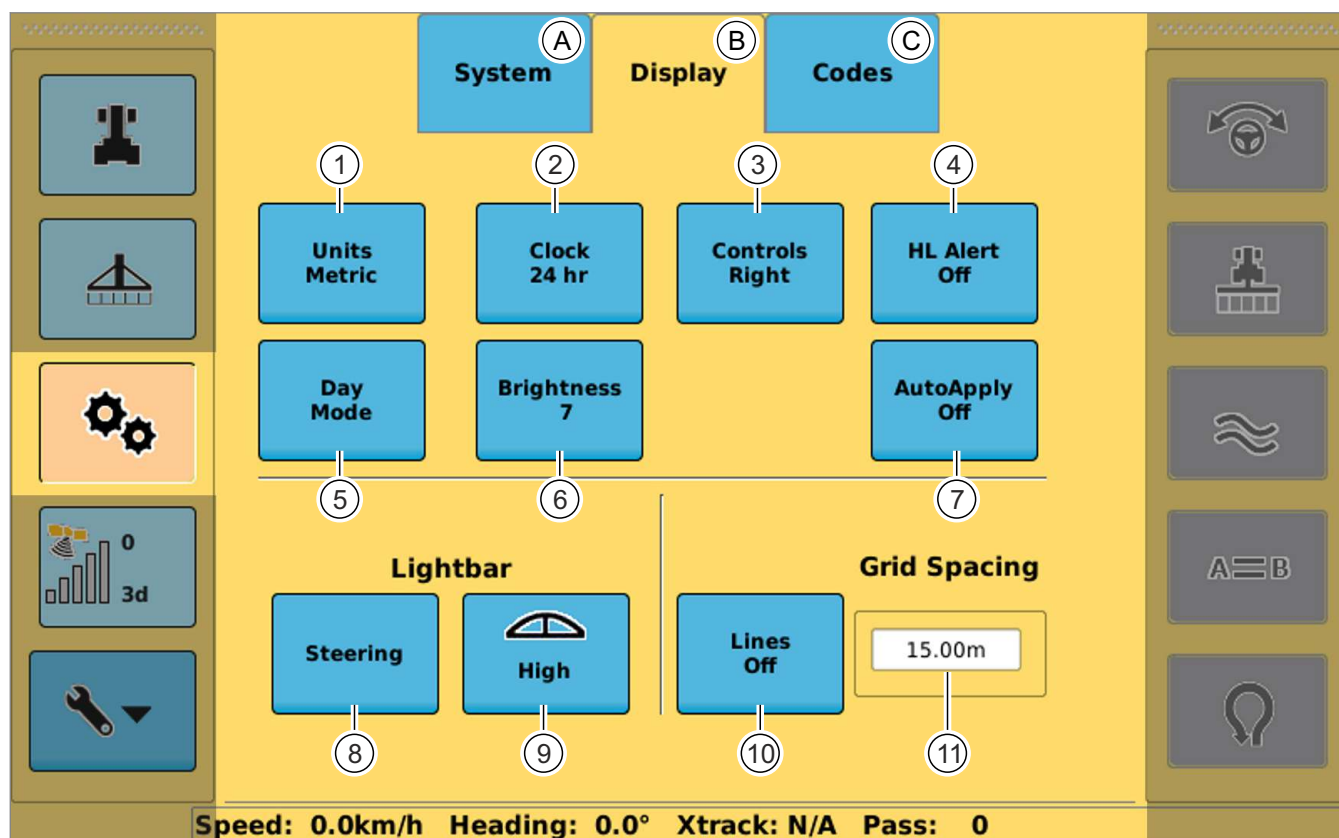 A
B
C
System
Display
Codes
1
2
3
4
Units
Metric
Clock
24 hr
Controls
Right
HL Alert
Off
Day
Mode
Brightness
7
AutoApply
Off
5
6
7
0
3d
Lightbar
Grid Spacing
Steering
High
Lines
Off
15.00m
A B
8
9
10
11
Speed: 0.0km/h Heading: 0.0° Xtrack: N/A Pass: 0